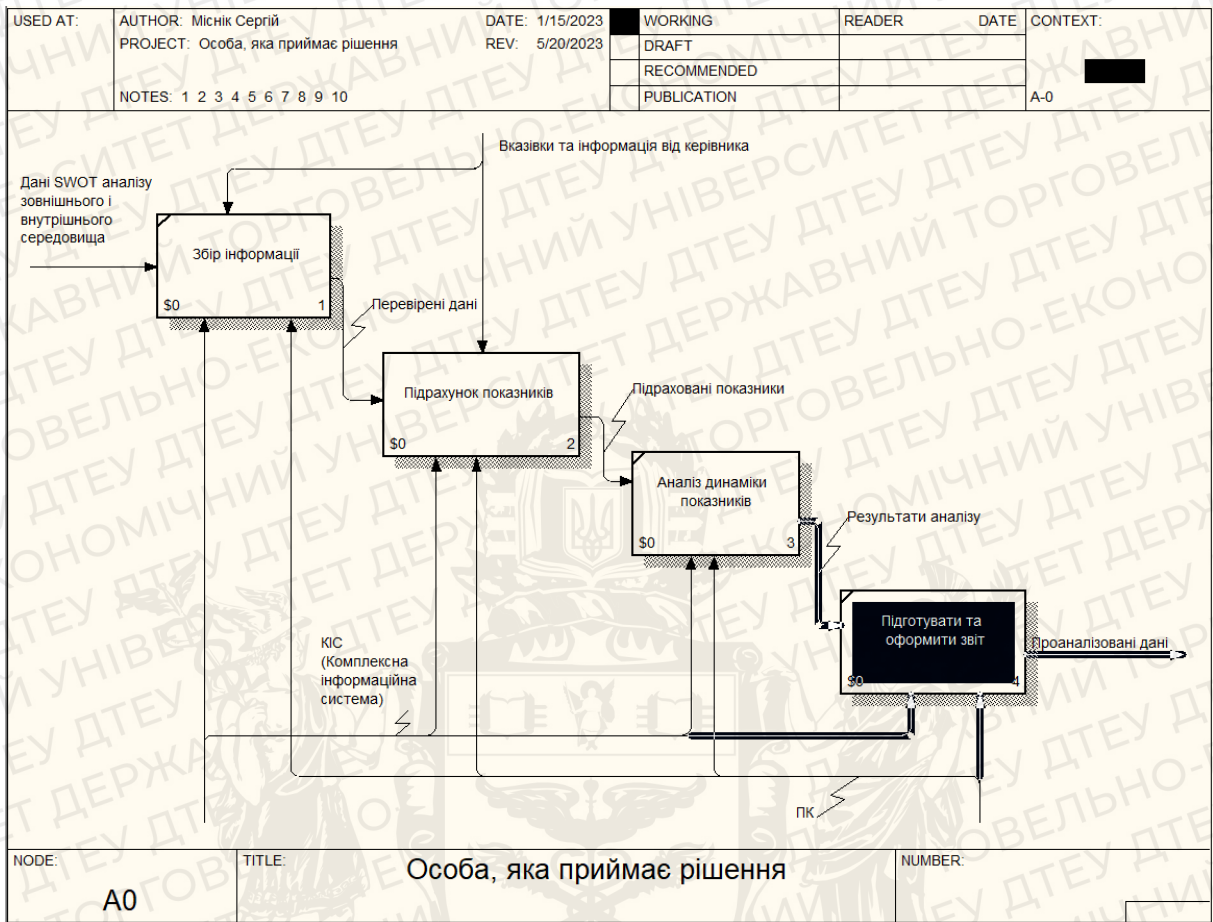 USED AT:
AUTHOR: Міснік Сергій
DATE: 1/15/2023
PROJECT: Особа, яка приймає рішення
REV: 5/20/2023
NOTES: 1 2 3 4 5 6 7 8 9 10
WORKING
DRAFT
RECOMMENDED
PUBLICATION
READER
DATE
CONTEXT:
A-0
Вказівки та інформація від керівника
Дані SWOT аналізу
зовнішнього і
внутрішнього
середовища
Збір інформації
$0
1
Перевірені дані
Підрахунок показників
$0
2
Підраховані показники
Аналіз динаміки
показників
$0
3
Результати аналізу
Підготувати та
оформити звіт
$0
4
Проаналізовані дані
КІС
(Комплексна
інформаційна
система)
ПК
NODE:
A0
TITLE:
Особа, яка приймає рішення
NUMBER: